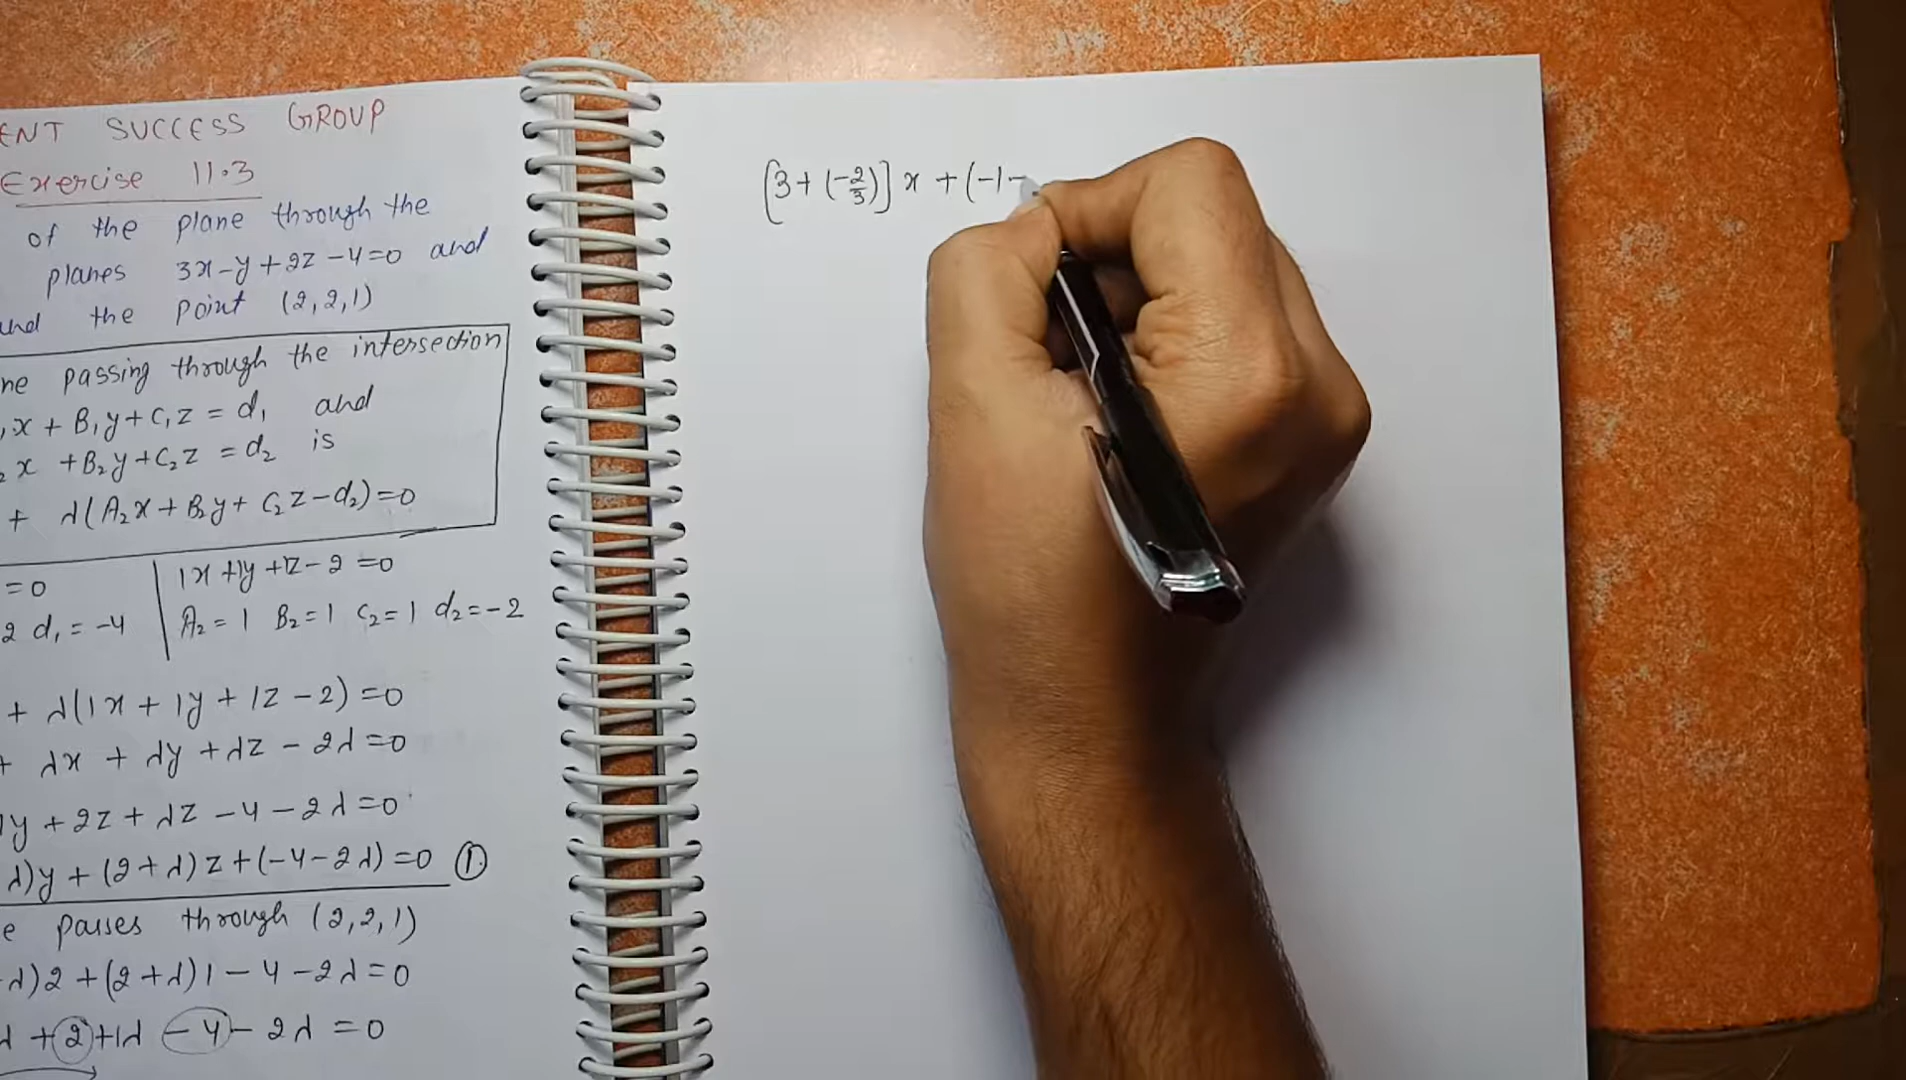 ENT SUCCESS GROUP
Exercise 11.3
of the plane through the
planes 3x-y+2z-4=0 and
and the point (2,2,1)
ne passing through the intersection
,x + B₁y + C₁z = d₁ and
₂x + B₂y + C₂z = d₂ is
+ λ(A₂x + B₂y + C₂z - d₂) = 0
= 0 | 1x + 1y + 1z - 2 = 0
2 d₁ = -4 | A₂ = 1 B₂ = 1 C₂ = 1 d₂ = -2
+ λ(1x + 1y + 1z - 2) = 0
+ λx + λy + λz - 2λ = 0
y + 2z + λz - 4 - 2λ = 0
λ)y + (2 + λ)z + (-4 - 2λ) = 0 ①
e passes through (2,2,1)
λ)2 + (2 + λ)1 - 4 - 2λ = 0
λ + 2 + 1λ - 4 - 2λ = 0
[3 + (-2/3)]x + (-1-